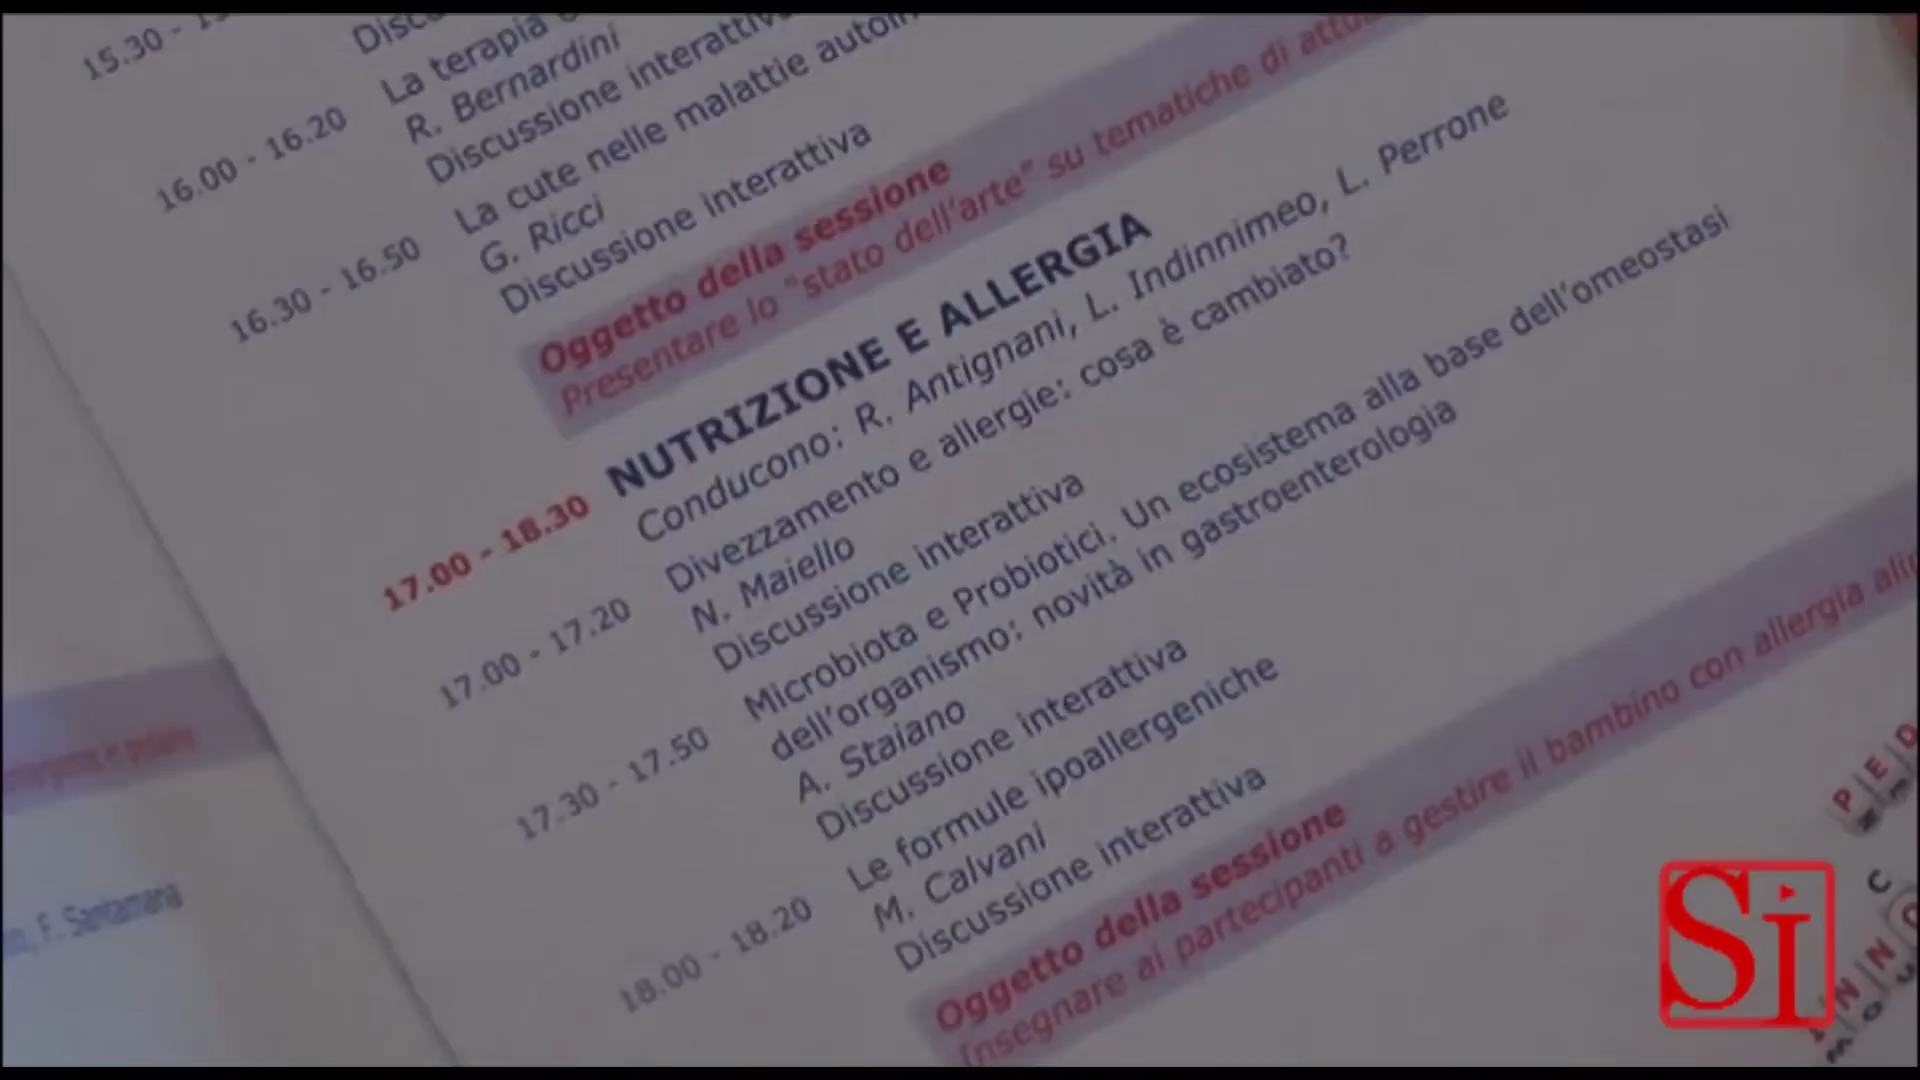 15.30 -
La terapia
R. Bernardini
Discussione interattiva
16.00 - 16.20
La cute nelle malattie
G. Ricci
Discussione interattiva
16.30 - 16.50
Oggetto della sessione
Presentare lo "stato dell'arte" su tematiche di
17.00 - 18.30
NUTRIZIONE E ALLERGIA
Conducono: R. Antignani, L. Indinnimeo, L. Perrone
17.00 - 17.20
Divezzamento e allergie: cosa è cambiato?
N. Maiello
Discussione interattiva
17.30 - 17.50
Microbiota e Probiotici. Un ecosistema alla base dell'omeostasi
dell'organismo: novità in gastroenterologia
A. Staiano
Discussione interattiva
18.00 - 18.20
Le formule ipoallergeniche
M. Calvani
Discussione interattiva
Oggetto della sessione
Insegnare ai partecipanti a gestire il bambino con allergia
F. Santamaria
PED
Si